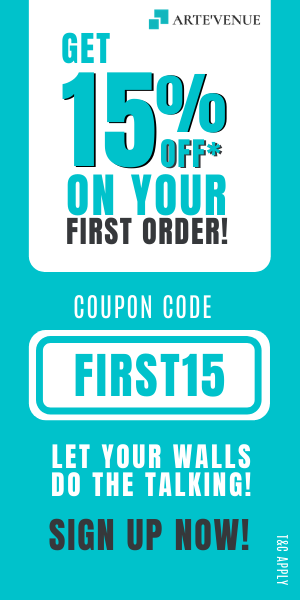 ARTE'VENUE
GET
15%
OFF*
ON YOUR
FIRST ORDER!
COUPON CODE
FIRST15
LET YOUR WALLS
DO THE TALKING!
SIGN UP NOW!
T&C APPLY